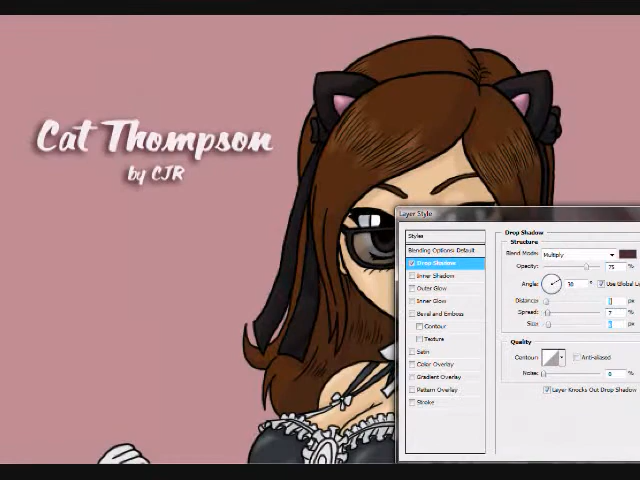 Cat Thompson
by CJR
Layer Style
Styles
Blending Options: Default
Drop Shadow
Inner Shadow
Outer Glow
Inner Glow
Bevel and Emboss
Contour
Texture
Satin
Color Overlay
Gradient Overlay
Pattern Overlay
Stroke
Drop Shadow
Structure
Blend Mode: Multiply
Opacity: 75 %
Angle: 30 ° Use Global
Distance: px
Spread: 7 %
Size: px
Quality
Contour: Anti-aliased
Noise: 0 %
Layer Knocks Out Drop Shadow